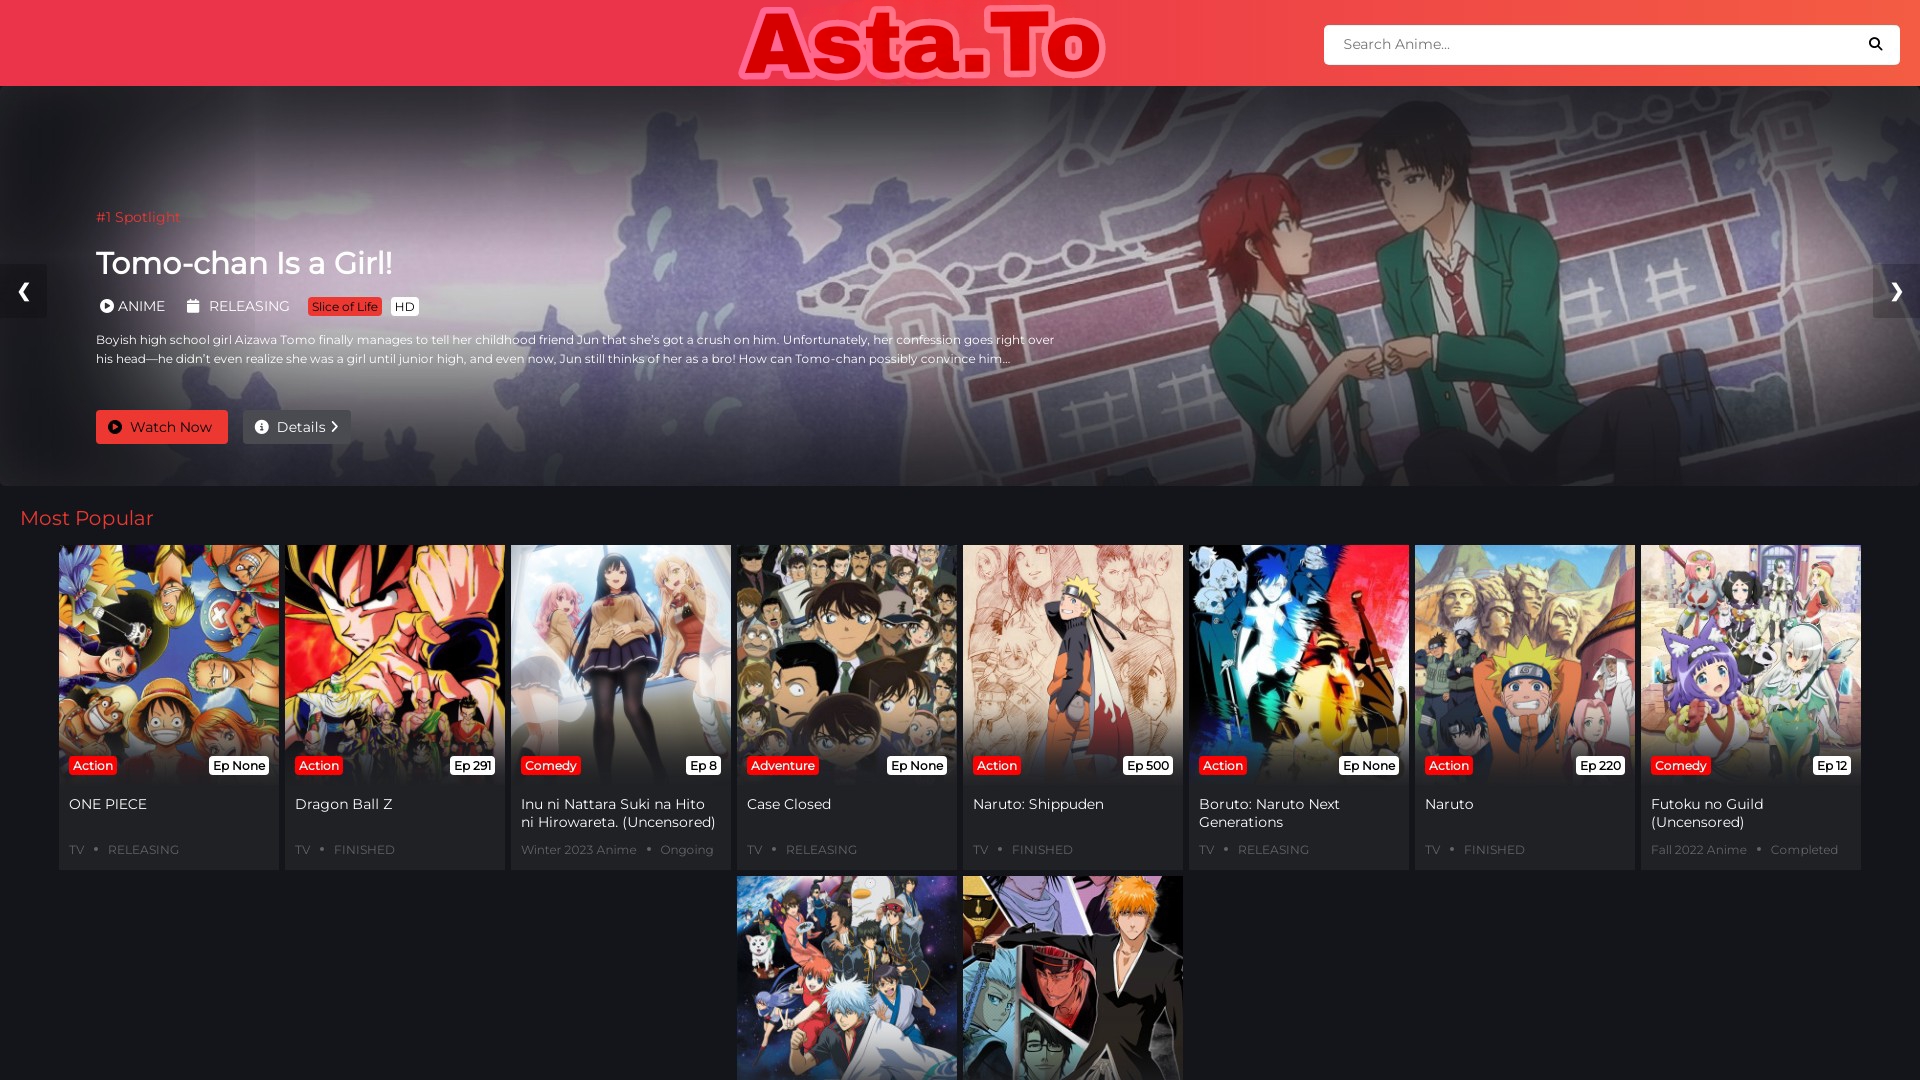 Asta.To
Search Anime...
#1 Spotlight
Tomo-chan Is a Girl!
ANIME RELEASING Slice of Life HD
Boyish high school girl Aizawa Tomo finally manages to tell her childhood friend Jun that she’s got a crush on him. Unfortunately, her confession goes right over
his head—he didn’t even realize she was a girl until junior high, and even now, Jun still thinks of her as a bro! How can Tomo-chan possibly convince him...
Watch Now Details
Most Popular
Action Ep None
ONE PIECE
TV • RELEASING
Action Ep 291
Dragon Ball Z
TV • FINISHED
Comedy Ep 8
Inu ni Nattara Suki na Hito
ni Hirowareta. (Uncensored)
Winter 2023 Anime • Ongoing
Adventure Ep None
Case Closed
TV • RELEASING
Action Ep 500
Naruto: Shippuden
TV • FINISHED
Action Ep None
Boruto: Naruto Next
Generations
TV • RELEASING
Action Ep 220
Naruto
TV • FINISHED
Comedy Ep 12
Futoku no Guild
(Uncensored)
Fall 2022 Anime • Completed